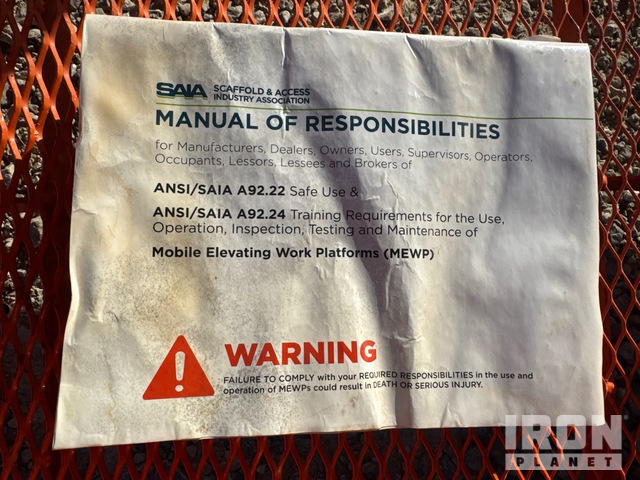 SAIA SCAFFOLD & ACCESS
INDUSTRY ASSOCIATION
MANUAL OF RESPONSIBILITIES
for Manufacturers, Dealers, Owners, Users, Supervisors, Operators,
Occupants, Lessors, Lessees and Brokers of
ANSI/SAIA A92.22 Safe Use &
ANSI/SAIA A92.24 Training Requirements for the Use,
Operation, Inspection, Testing and Maintenance of
Mobile Elevating Work Platforms (MEWP)
WARNING
FAILURE TO COMPLY with your REQUIRED RESPONSIBILITIES in the use and
operation of MEWPs could result in DEATH OR SERIOUS INJURY.
IRON
PLANET